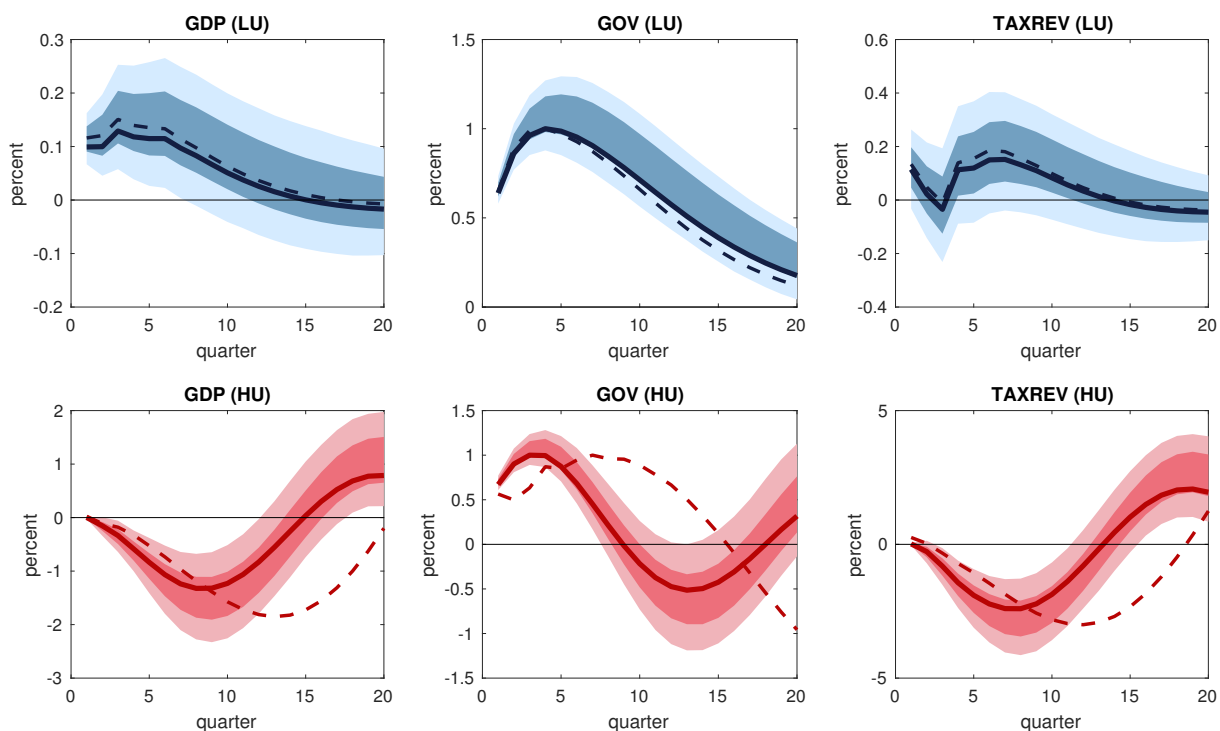 GDP (LU)
GOV (LU)
TAXREV (LU)
percent
0.3
0.2
0.1
0
-0.1
-0.2
0 5 10 15 20
quarter
percent
1.5
1
0.5
0
0 5 10 15 20
quarter
percent
0.6
0.4
0.2
0
-0.2
-0.4
0 5 10 15 20
quarter
GDP (HU)
GOV (HU)
TAXREV (HU)
percent
2
1
0
-1
-2
-3
0 5 10 15 20
quarter
percent
1.5
1
0.5
0
-0.5
-1
-1.5
0 5 10 15 20
quarter
percent
5
0
-5
0 5 10 15 20
quarter